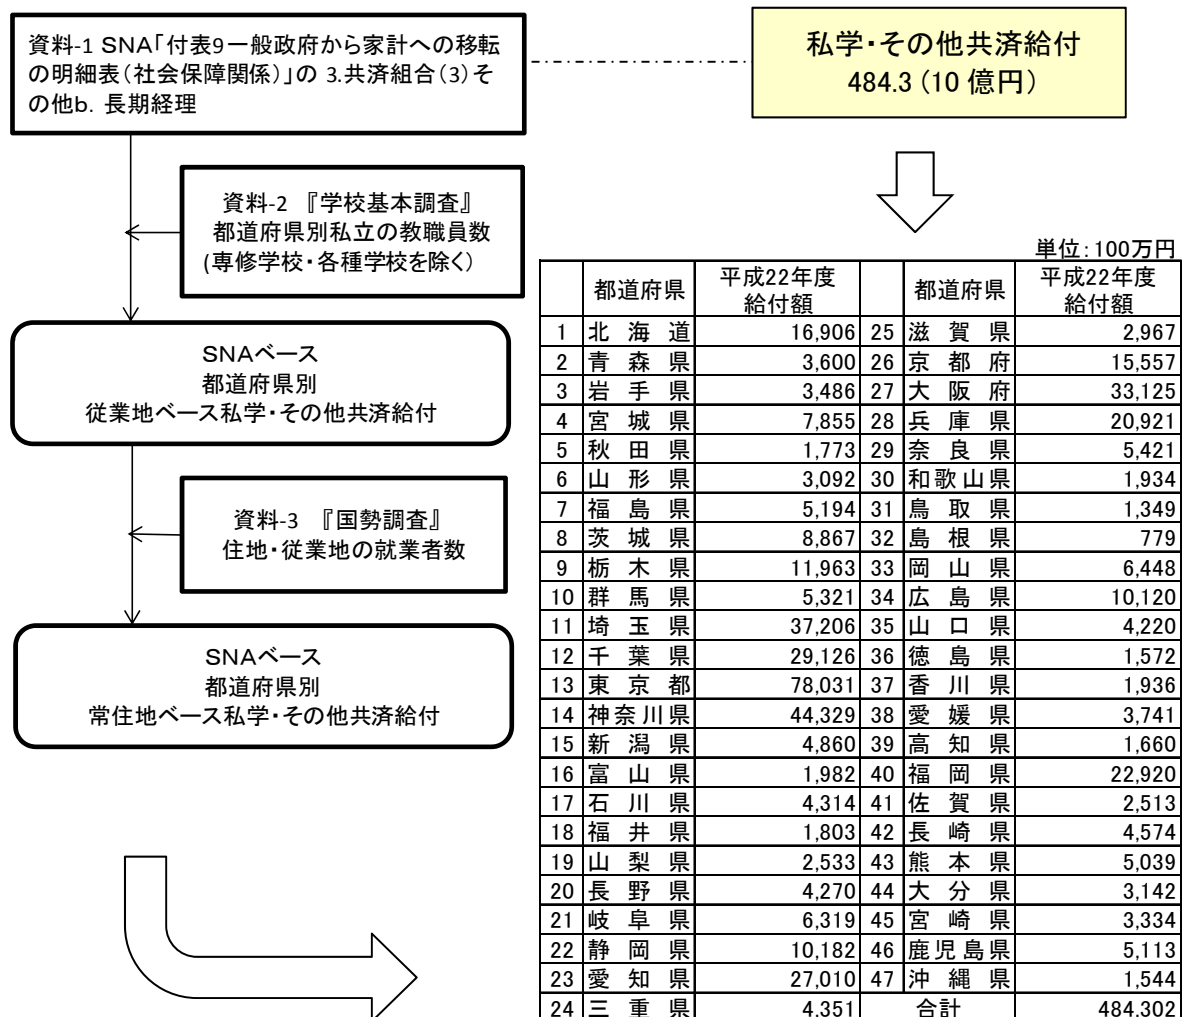 資料-1 SNA「付表9一般政府から家計への移転
の明細表(社会保障関係)」の 3.共済組合(3)そ
の他b. 長期経理
私学・その他共済給付
484.3 (10 億円)
資料-2 『学校基本調査』
都道府県別私立の教職員数
(専修学校・各種学校を除く)
SNAベース
都道府県別
従業地ベース私学・その他共済給付
資料-3 『国勢調査』
住地・従業地の就業者数
SNAベース
都道府県別
常住地ベース私学・その他共済給付
単位:100万円
都道府県 平成22年度 給付額 都道府県 平成22年度 給付額
1 北海道 16,906 25 滋賀県 2,967
2 青森県 3,600 26 京都府 15,557
3 岩手県 3,486 27 大阪府 33,125
4 宮城県 7,855 28 兵庫県 20,921
5 秋田県 1,773 29 奈良県 5,421
6 山形県 3,092 30 和歌山県 1,934
7 福島県 5,194 31 鳥取県 1,349
8 茨城県 8,867 32 島根県 779
9 栃木県 11,963 33 岡山県 6,448
10 群馬県 5,321 34 広島県 10,120
11 埼玉県 37,206 35 山口県 4,220
12 千葉県 29,126 36 徳島県 1,572
13 東京都 78,031 37 香川県 1,936
14 神奈川県 44,329 38 愛媛県 3,741
15 新潟県 4,860 39 高知県 1,660
16 富山県 1,982 40 福岡県 22,920
17 石川県 4,314 41 佐賀県 2,513
18 福井県 1,803 42 長崎県 4,574
19 山梨県 2,533 43 熊本県 5,039
20 長野県 4,270 44 大分県 3,142
21 岐阜県 6,319 45 宮崎県 3,334
22 静岡県 10,182 46 鹿児島県 5,113
23 愛知県 27,010 47 沖縄県 1,544
24 三重県 4,351 合計 484,302